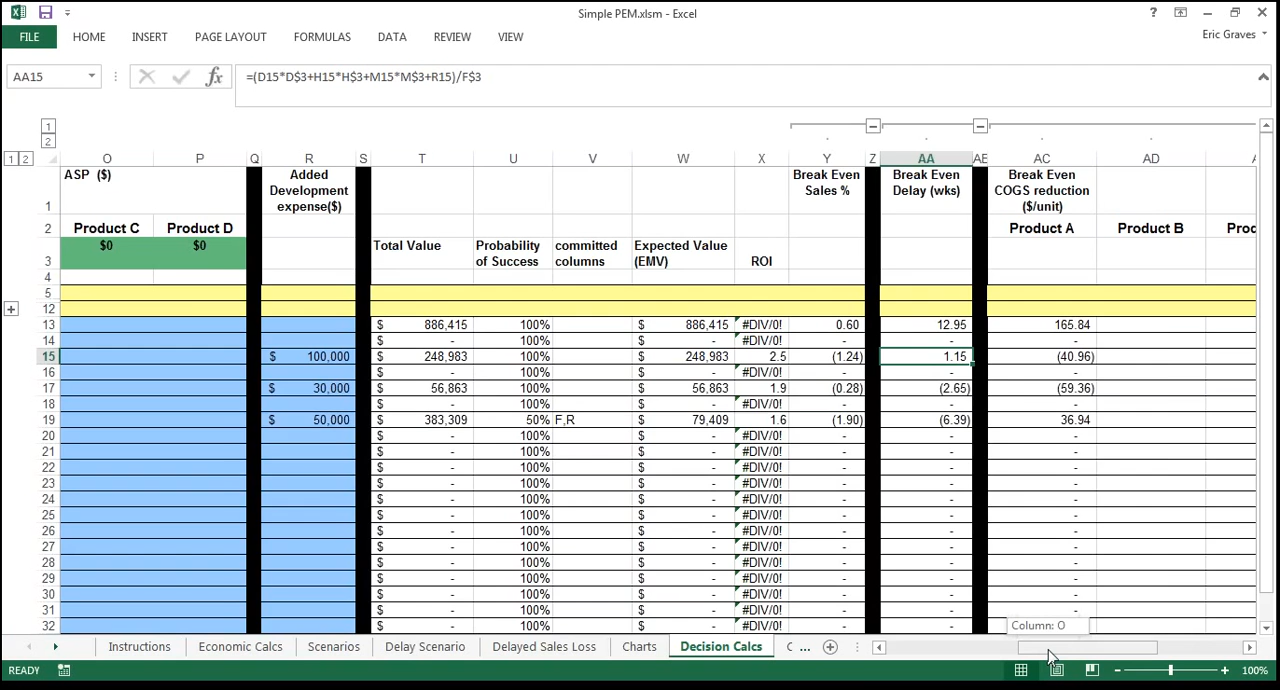 Simple PEM.xlsm - Excel
?
FILE HOME INSERT PAGE LAYOUT FORMULAS DATA REVIEW VIEW Eric Graves
AA15 fx =(D15*D$3+H15*H$3+M15*M$3+R15)/F$3
1
2
1 2 O P Q R S T U V W X Y Z AA AE AC AD
1 ASP ($) Added Development expense($) Break Even Sales % Break Even Delay (wks) Break Even COGS reduction ($/unit)
2 Product C Product D Product A Product B
3 $0 $0 Total Value Probability of Success committed columns Expected Value (EMV) ROI
4
5
12
13 $ 886,415 100% $ 886,415 #DIV/0! 0.60 12.95 165.84
14 $ - 100% $ - #DIV/0! - - -
15 $ 100,000 $ 248,983 100% $ 248,983 2.5 (1.24) 1.15 (40.96)
16 $ - 100% $ - #DIV/0! - - -
17 $ 30,000 $ 56,863 100% $ 56,863 1.9 (0.28) (2.65) (59.36)
18 $ - 100% $ - #DIV/0! - - -
19 $ 50,000 $ 383,309 50% F,R $ 79,409 1.6 (1.90) (6.39) 36.94
20 $ - 100% $ - #DIV/0! - - -
21 $ - 100% $ - #DIV/0! - - -
22 $ - 100% $ - #DIV/0! - - -
23 $ - 100% $ - #DIV/0! - - -
24 $ - 100% $ - #DIV/0! - - -
25 $ - 100% $ - #DIV/0! - - -
26 $ - 100% $ - #DIV/0! - - -
27 $ - 100% $ - #DIV/0! - - -
28 $ - 100% $ - #DIV/0! - - -
29 $ - 100% $ - #DIV/0! - - -
30 $ - 100% $ - #DIV/0! - - -
31 $ - 100% $ - #DIV/0! - - -
32 $ - 100% $ - #DIV/0! - - -
Column: O
Instructions Economic Calcs Scenarios Delay Scenario Delayed Sales Loss Charts Decision Calcs C ...
READY 100%